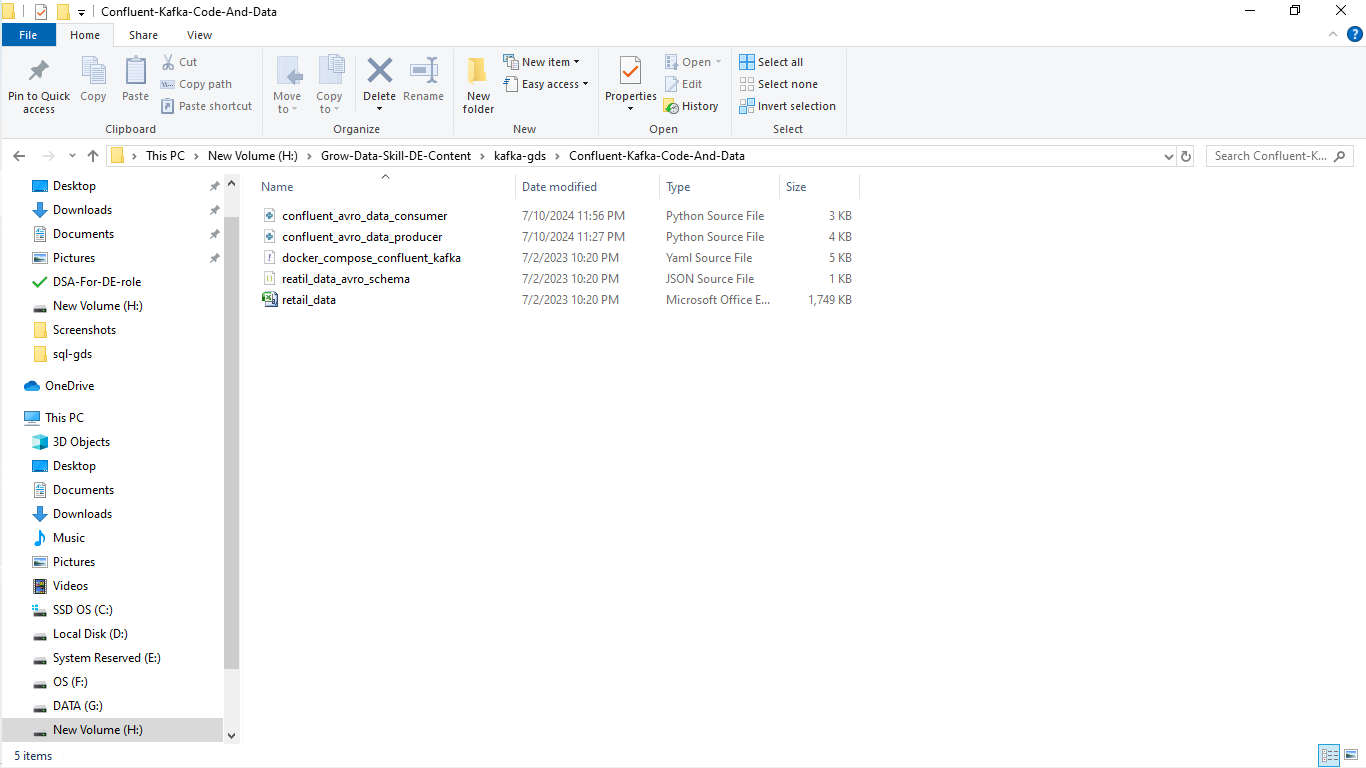 Confluent-Kafka-Code-And-Data
File Home Share View
Pin to Quick access
Copy
Paste
Cut
Copy path
Paste shortcut
Clipboard
Move to
Copy to
Delete
Rename
Organize
New folder
New item
Easy access
New
Properties
Open
Edit
History
Open
Select all
Select none
Invert selection
Select
This PC > New Volume (H:) > Grow-Data-Skill-DE-Content > kafka-gds > Confluent-Kafka-Code-And-Data
Search Confluent-K...
Desktop
Downloads
Documents
Pictures
DSA-For-DE-role
New Volume (H:)
Screenshots
sql-gds
OneDrive
This PC
3D Objects
Desktop
Documents
Downloads
Music
Pictures
Videos
SSD OS (C:)
Local Disk (D:)
System Reserved (E:)
OS (F:)
DATA (G:)
New Volume (H:)
Name Date modified Type Size
confluent_avro_data_consumer 7/10/2024 11:56 PM Python Source File 3 KB
confluent_avro_data_producer 7/10/2024 11:27 PM Python Source File 4 KB
docker_compose_confluent_kafka 7/2/2023 10:20 PM Yaml Source File 5 KB
reatil_data_avro_schema 7/2/2023 10:20 PM JSON Source File 1 KB
retail_data 7/2/2023 10:20 PM Microsoft Office E... 1,749 KB
5 items